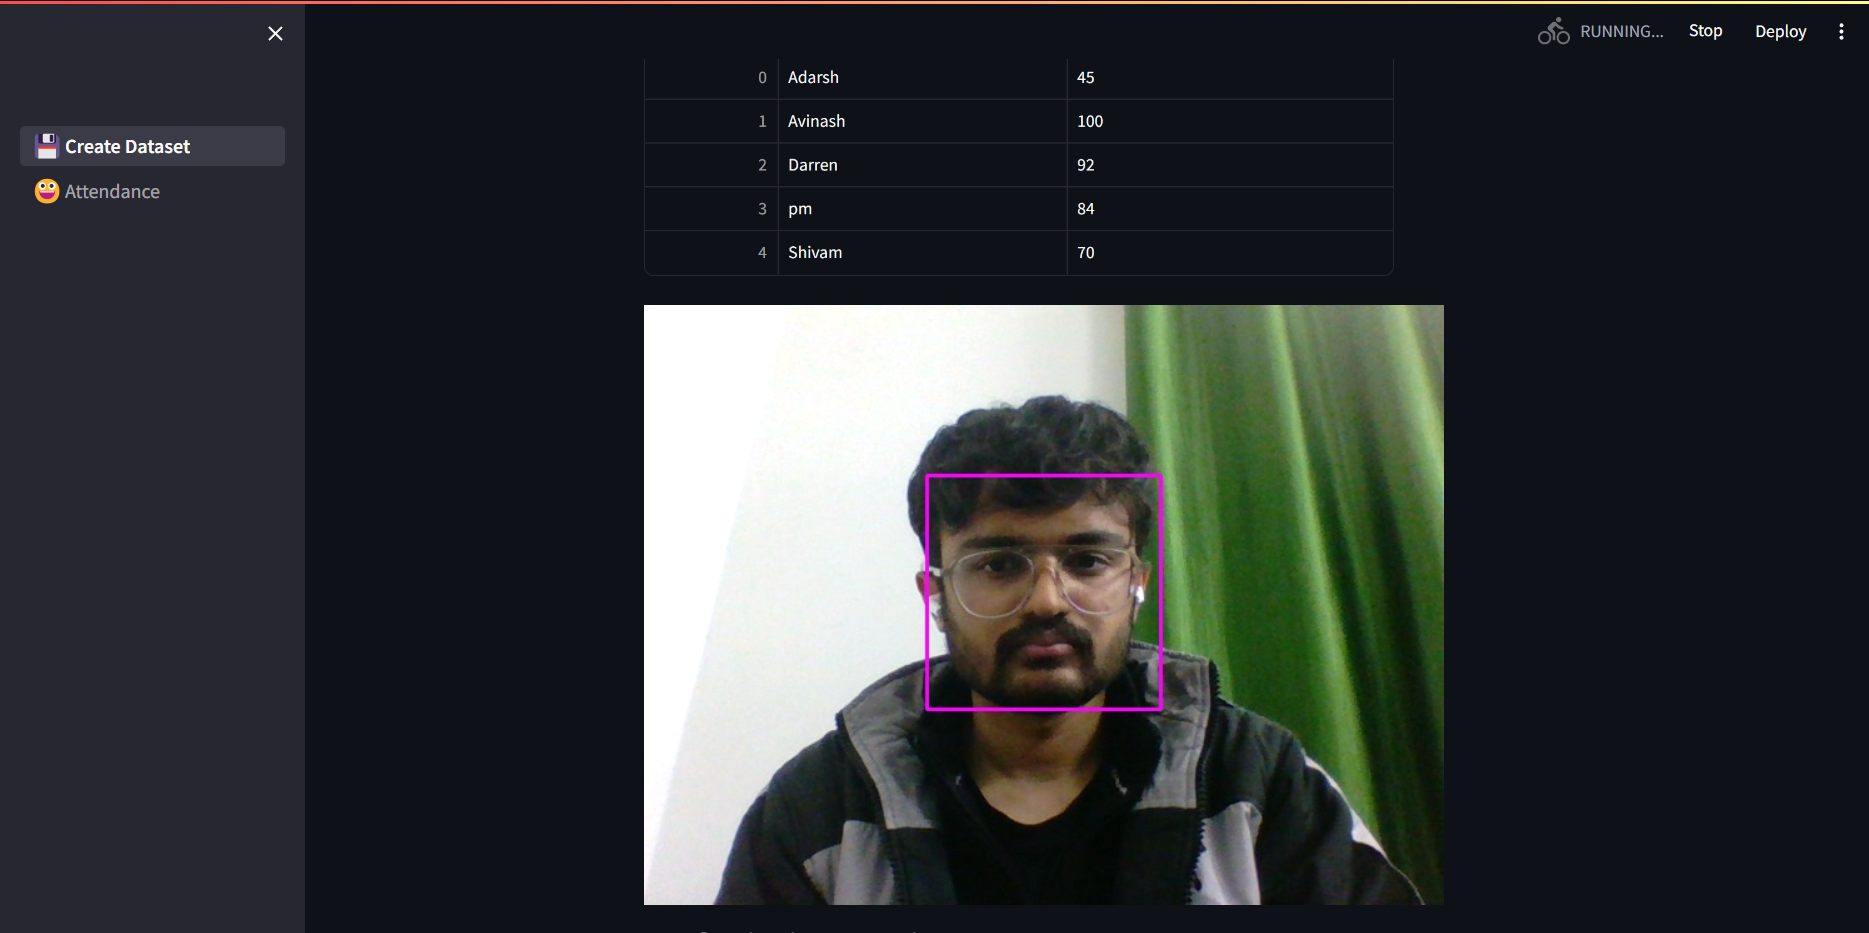 RUNNING...
Stop
Deploy
Create Dataset
Attendance
0 Adarsh 45
1 Avinash 100
2 Darren 92
3 pm 84
4 Shivam 70